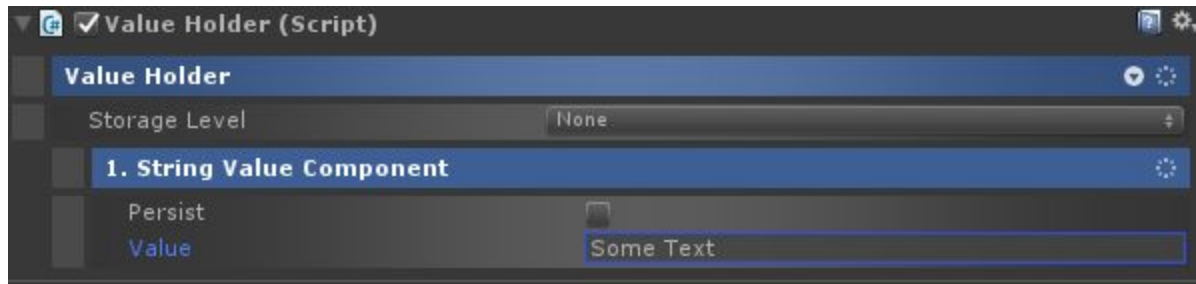 Value Holder (Script)
Value Holder
Storage Level None
1. String Value Component
Persist
Value Some Text